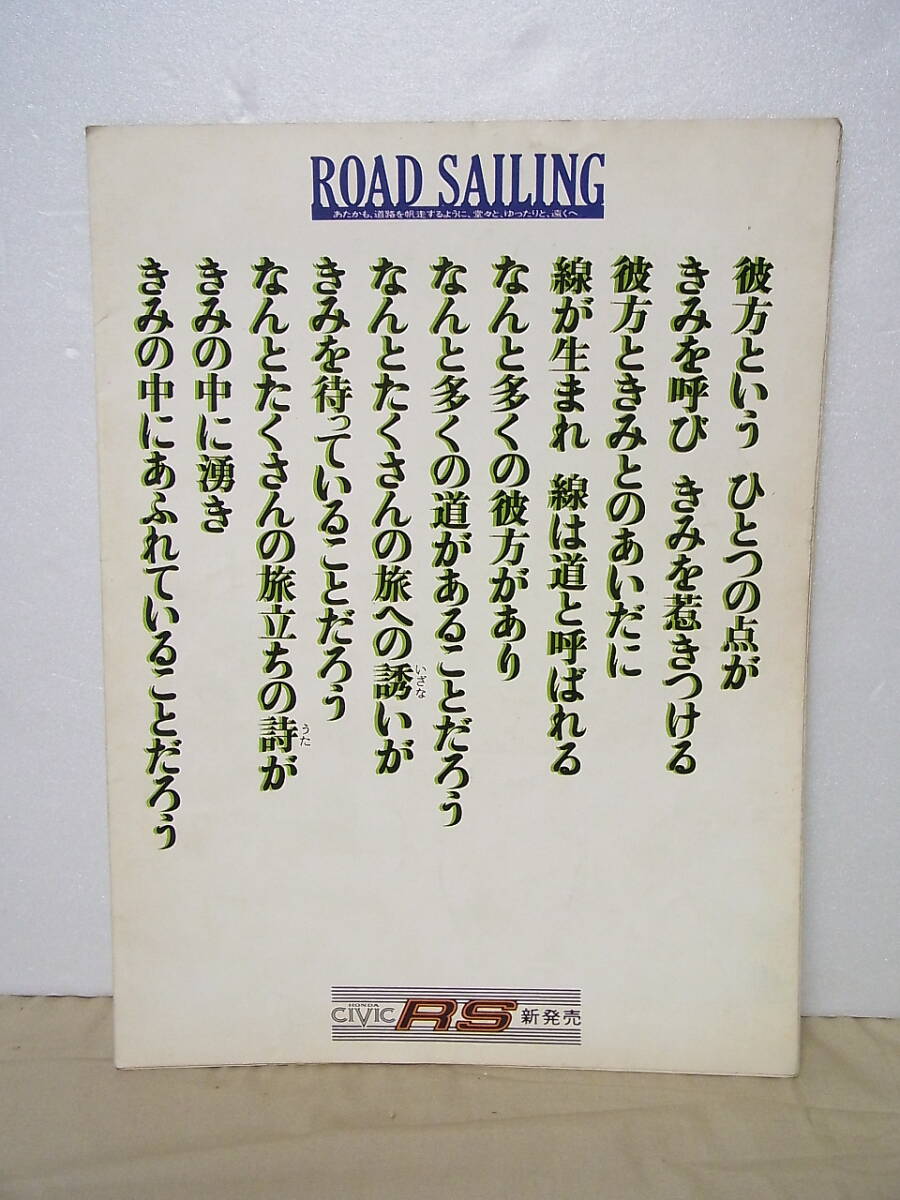 ROAD SAILING
あたかも、道路を帆走するように、堂々と、ゆったりと、遠くへ
彼方という ひとつの点が
きみを呼び きみを惹きつける
彼方ときみとのあいだに
線が生まれ 線は道と呼ばれる
なんと多くの彼方があり
なんと多くの道があることだろう
なんとたくさんの旅への誘いが
いざな
きみを待っていることだろう
なんとたくさんの旅立ちの詩が
うた
きみの中に湧き
きみの中にあふれていることだろう
HONDA
CIVIC RS 新発売